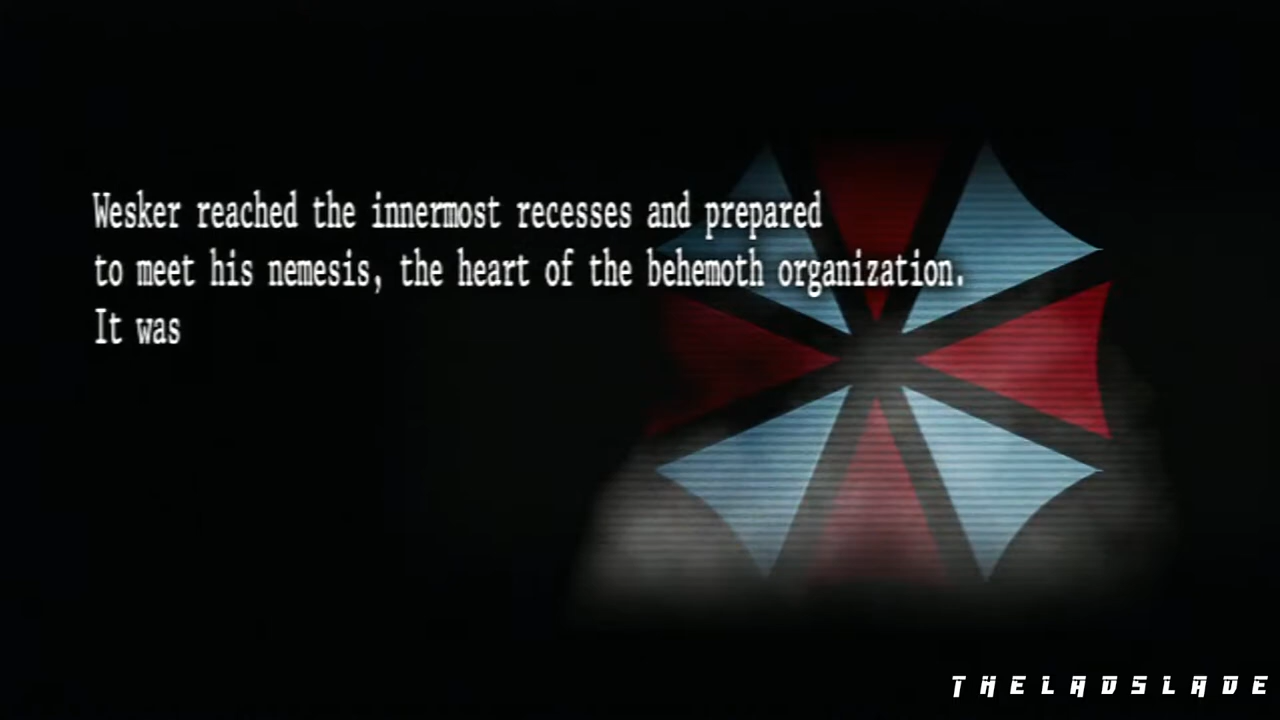 Wesker reached the innermost recesses and prepared
to meet his nemesis, the heart of the behemoth organization.
It was
THELADSLADE